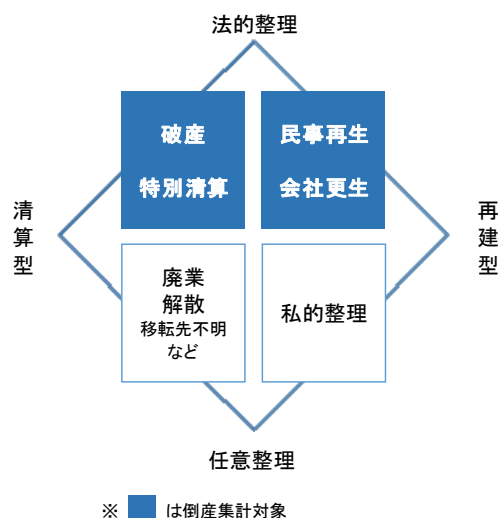 法的整理
破産
特別清算
民事再生
会社更生
清算型
再建型
廃業
解散
移転先不明
など
私的整理
任意整理
※ は倒産集計対象